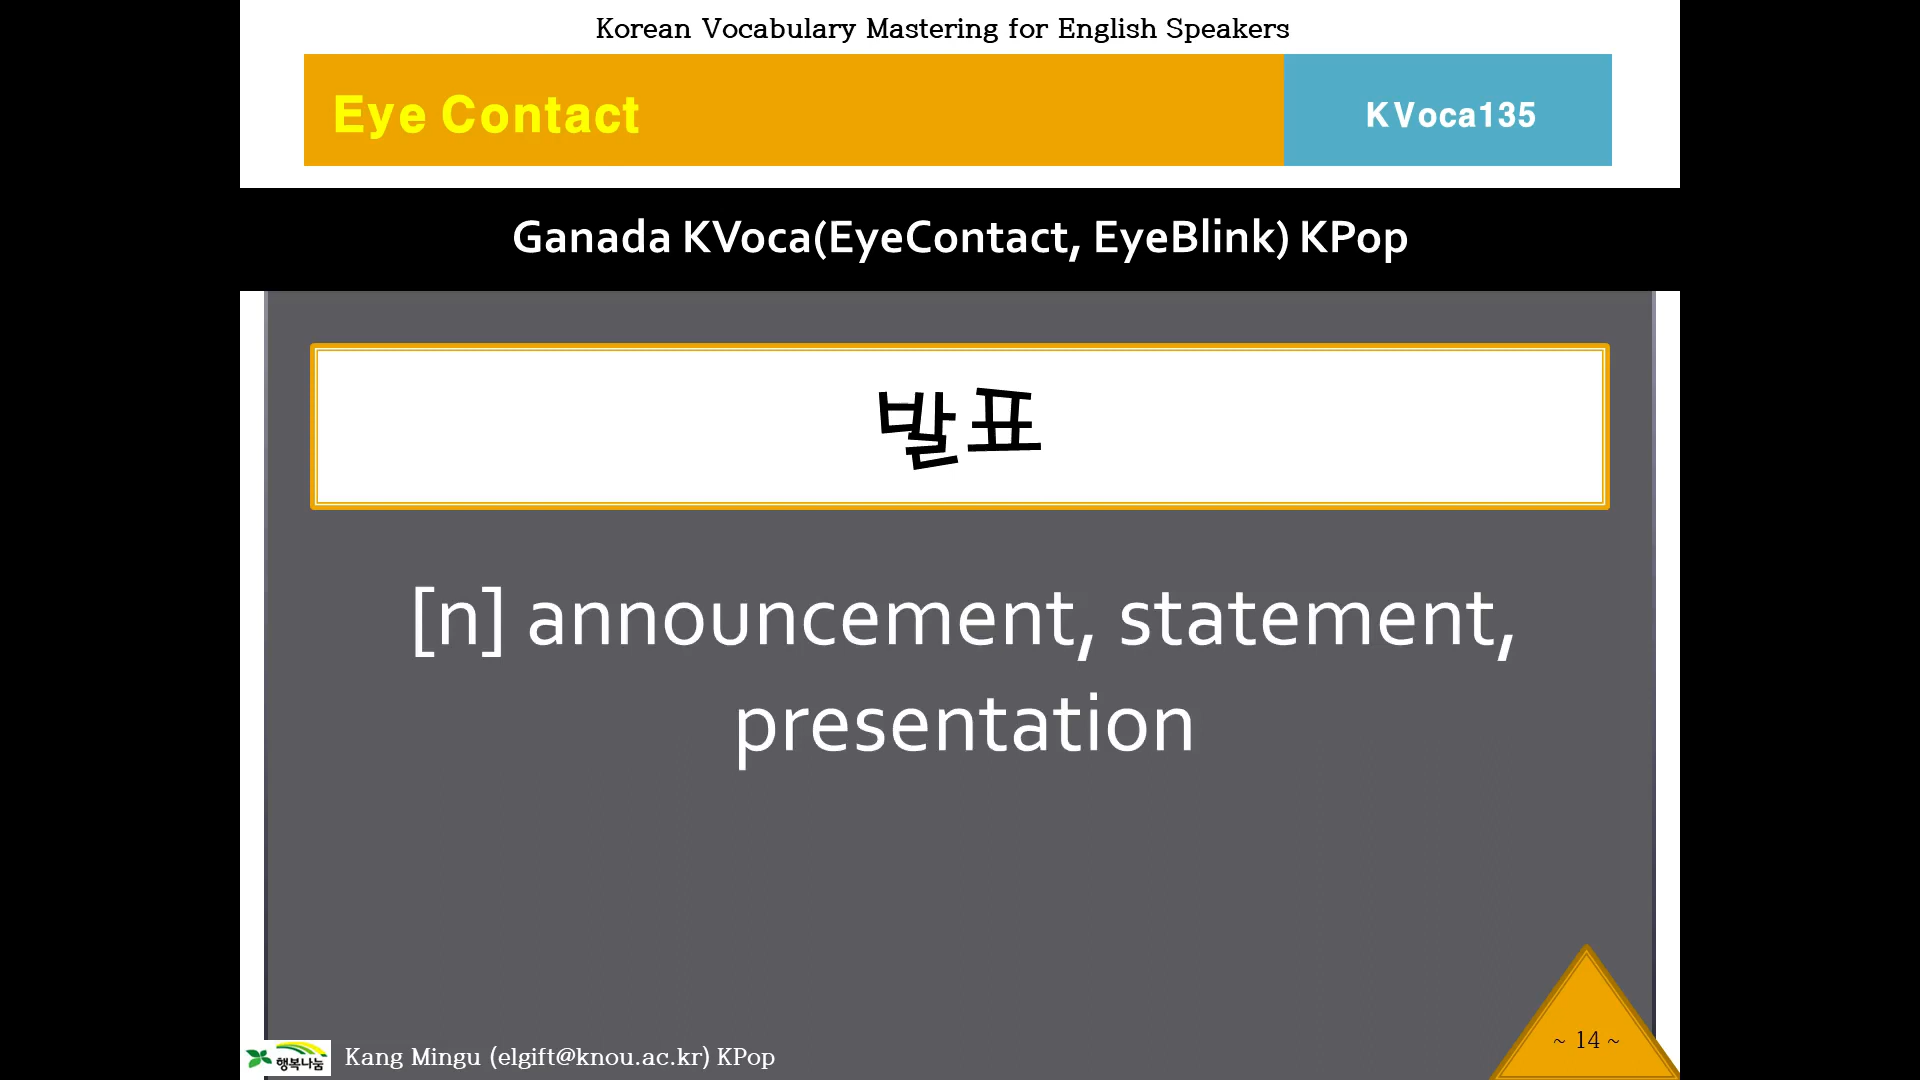 Korean Vocabulary Mastering for English Speakers
Eye Contact
KVoca135
Ganada KVoca(EyeContact, EyeBlink) KPop
발표
[n] announcement, statement,
presentation
행복나눔
Kang Mingu (elgift@knou.ac.kr) KPop
~ 14 ~